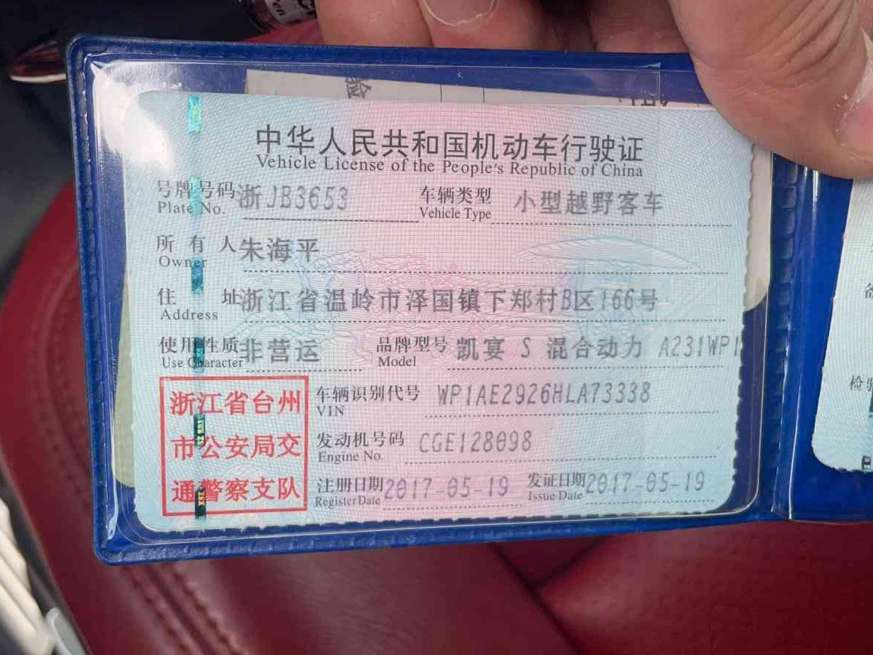 中华人民共和国机动车行驶证
Vehicle License of the People's Republic of China
号牌号码 浙JB3653 车辆类型 小型越野客车
Plate No. Vehicle Type
所有人 朱海平
Owner
住址 浙江省温岭市泽国镇下郑村B区166号
Address
使用性质 非营运 品牌型号 凯宴 S 混合动力 A231WP1
Use Character Model
浙江省台州 车辆识别代号 WP1AE2926HLA73338
VIN
市公安局交 发动机号码 CGE128098
Engine No.
通警察支队 注册日期 2017-05-19 发证日期 2017-05-19
Register Date Issue Date
检